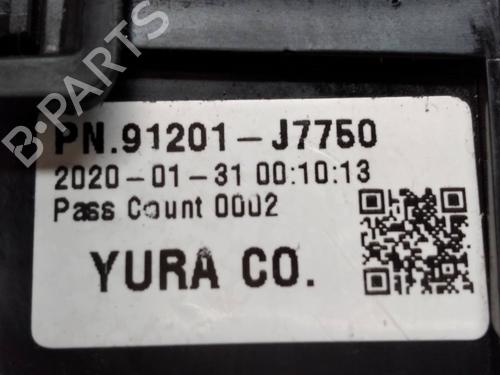 B-PARTS
PN.91201-J7750
2020-01-31 00:10:13
Pass Count 0002
YURA CO.